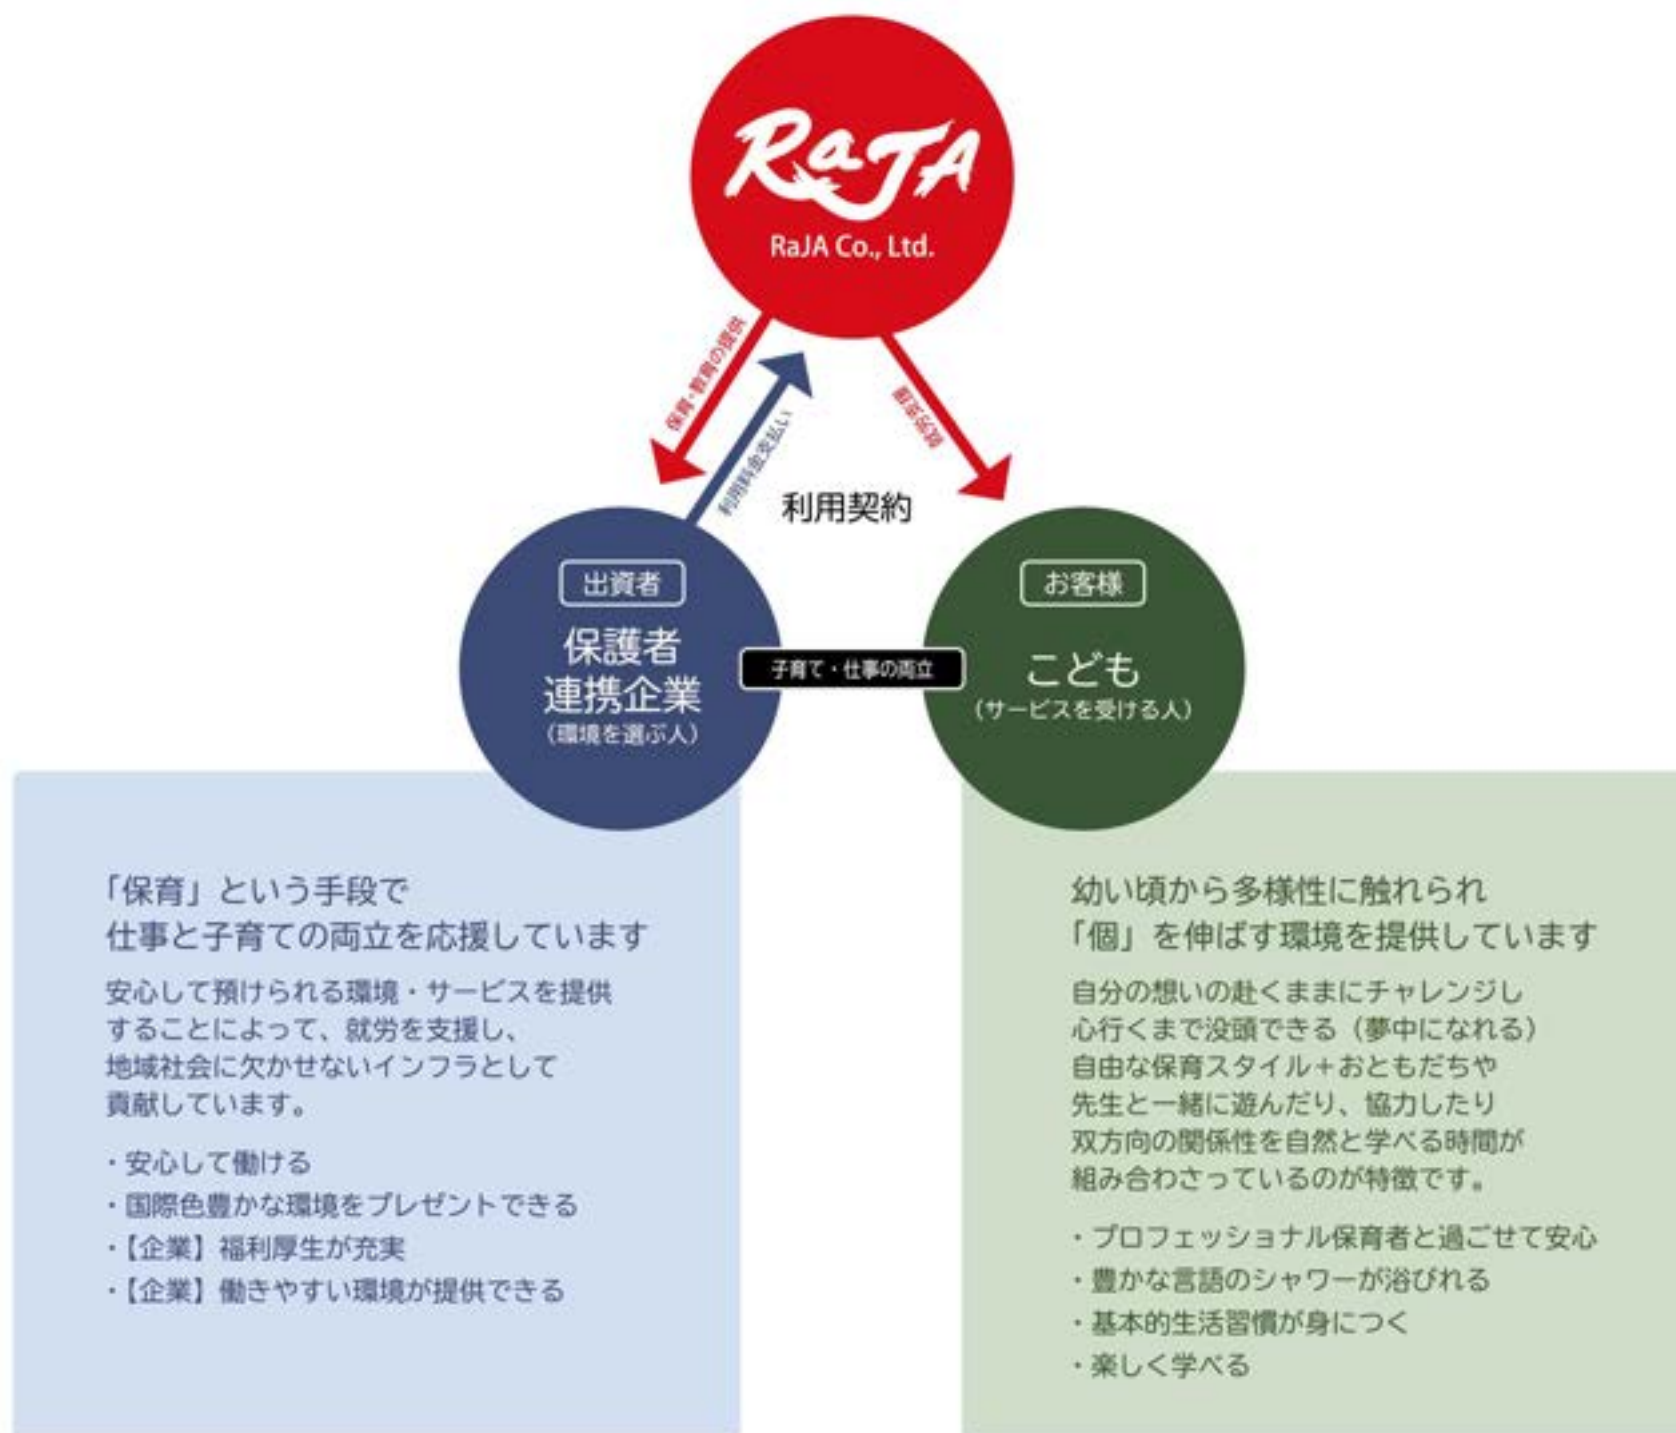 RaJA
RaJA Co., Ltd.
保育・教育の提供
利用料金支払い
就労支援
利用契約
出資者
保護者
連携企業
（環境を選ぶ人）
子育て・仕事の両立
お客様
こども
（サービスを受ける人）
「保育」という手段で
仕事と子育ての両立を応援しています
安心して預けられる環境・サービスを提供
することによって、就労を支援し、
地域社会に欠かせないインフラとして
貢献しています。
・安心して働ける
・国際色豊かな環境をプレゼントできる
・【企業】福利厚生が充実
・【企業】働きやすい環境が提供できる
幼い頃から多様性に触れられ
「個」を伸ばす環境を提供しています
自分の想いの赴くままにチャレンジし
心行くまで没頭できる（夢中になれる）
自由な保育スタイル＋おともだちや
先生と一緒に遊んだり、協力したり
双方向の関係性を自然と学べる時間が
組み合わさっているのが特徴です。
・プロフェッショナル保育者と過ごせて安心
・豊かな言語のシャワーが浴びれる
・基本的生活習慣が身につく
・楽しく学べる